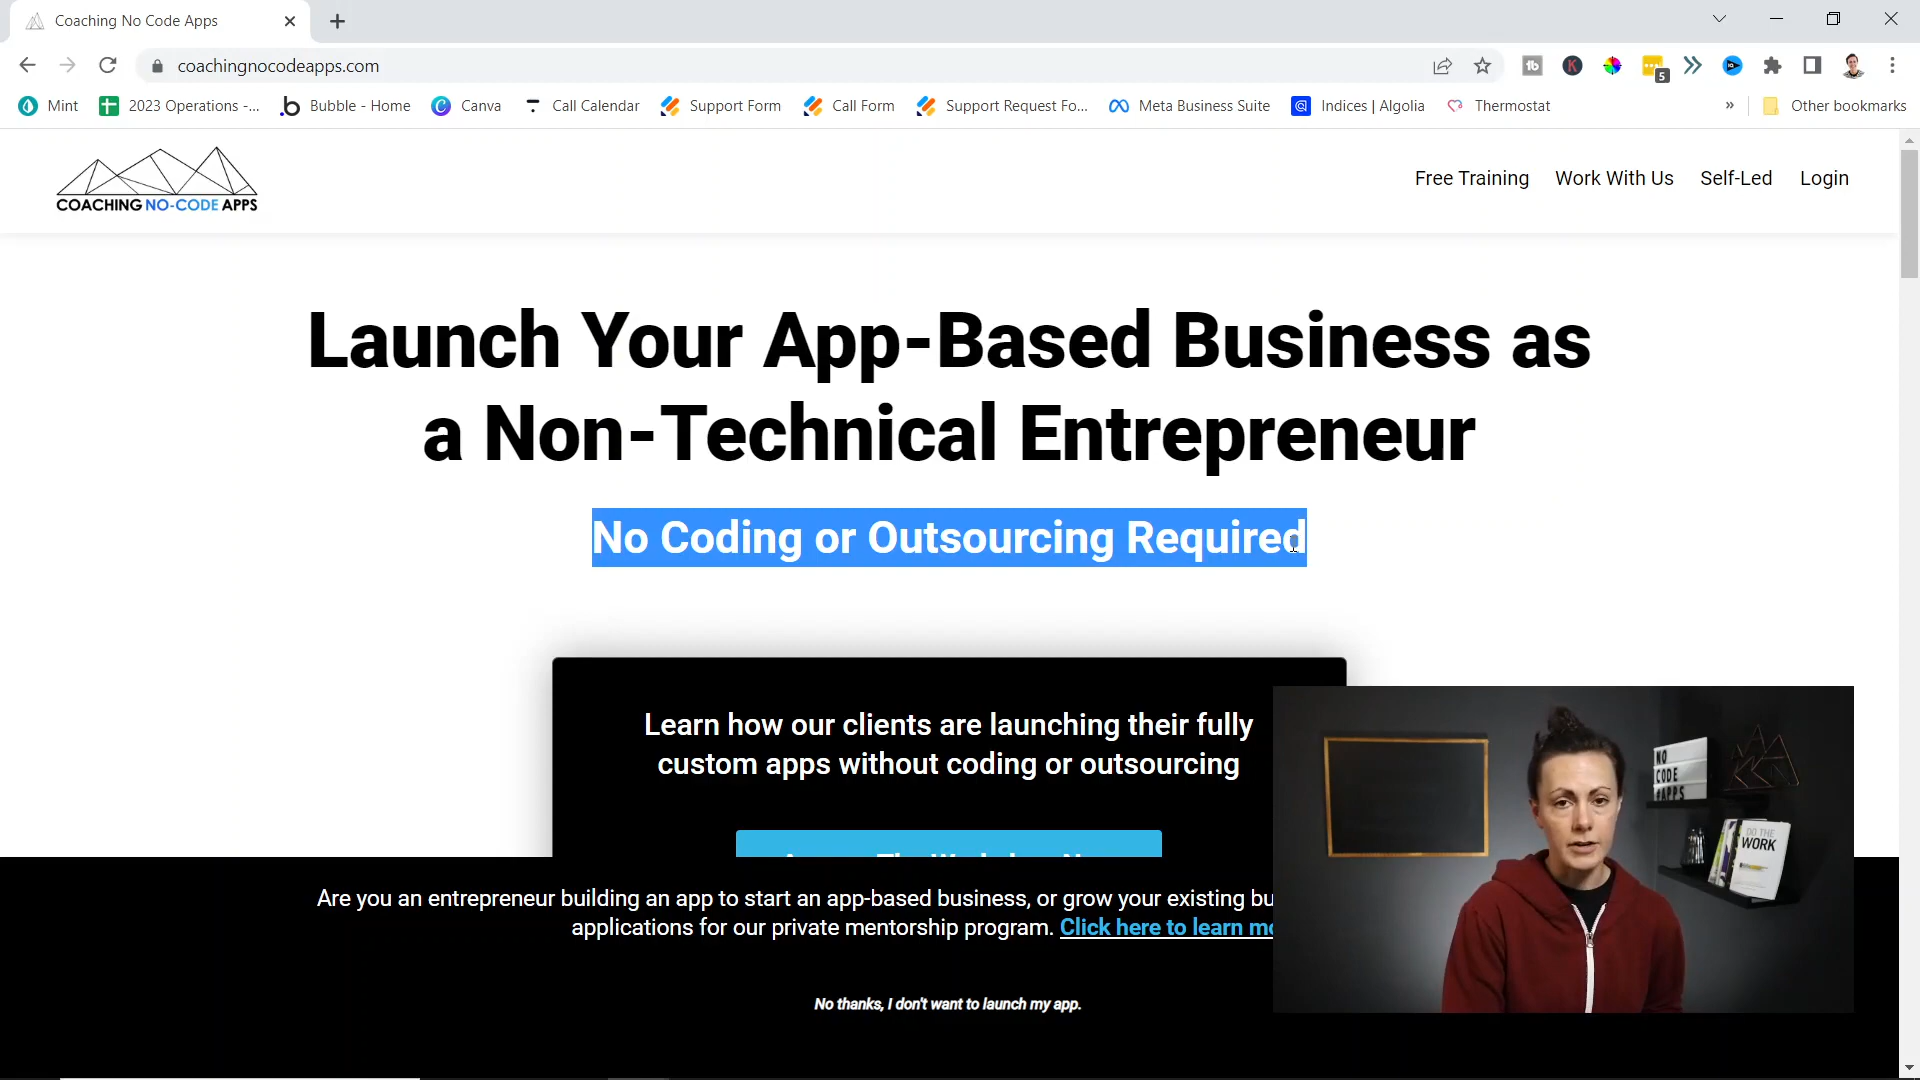 Coaching No Code Apps
coachingnocodeapps.com
tb
K
5
Mint
2023 Operations -...
Bubble - Home
Canva
Call Calendar
Support Form
Call Form
Support Request Fo...
Meta Business Suite
Indices | Algolia
Thermostat
»
Other bookmarks
COACHING NO-CODE APPS
Free Training
Work With Us
Self-Led
Login
Launch Your App-Based Business as
a Non-Technical Entrepreneur
No Coding or Outsourcing Required
Learn how our clients are launching their fully
custom apps without coding or outsourcing
Are you an entrepreneur building an app to start an app-based business, or grow your existing bu
applications for our private mentorship program. Click here to learn mo
No thanks, I don't want to launch my app.
NO
CODE
#APPS
DO THE
WORK